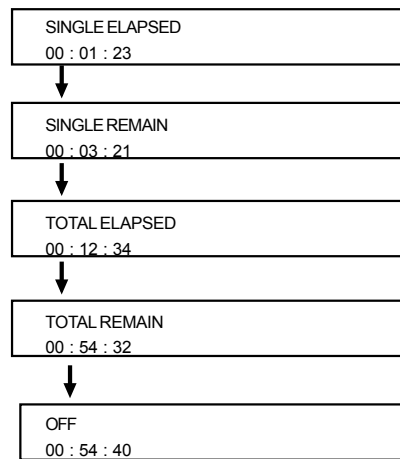 SINGLE ELAPSED
00 : 01 : 23
SINGLE REMAIN
00 : 03 : 21
TOTAL ELAPSED
00 : 12 : 34
TOTAL REMAIN
00 : 54 : 32
OFF
00 : 54 : 40